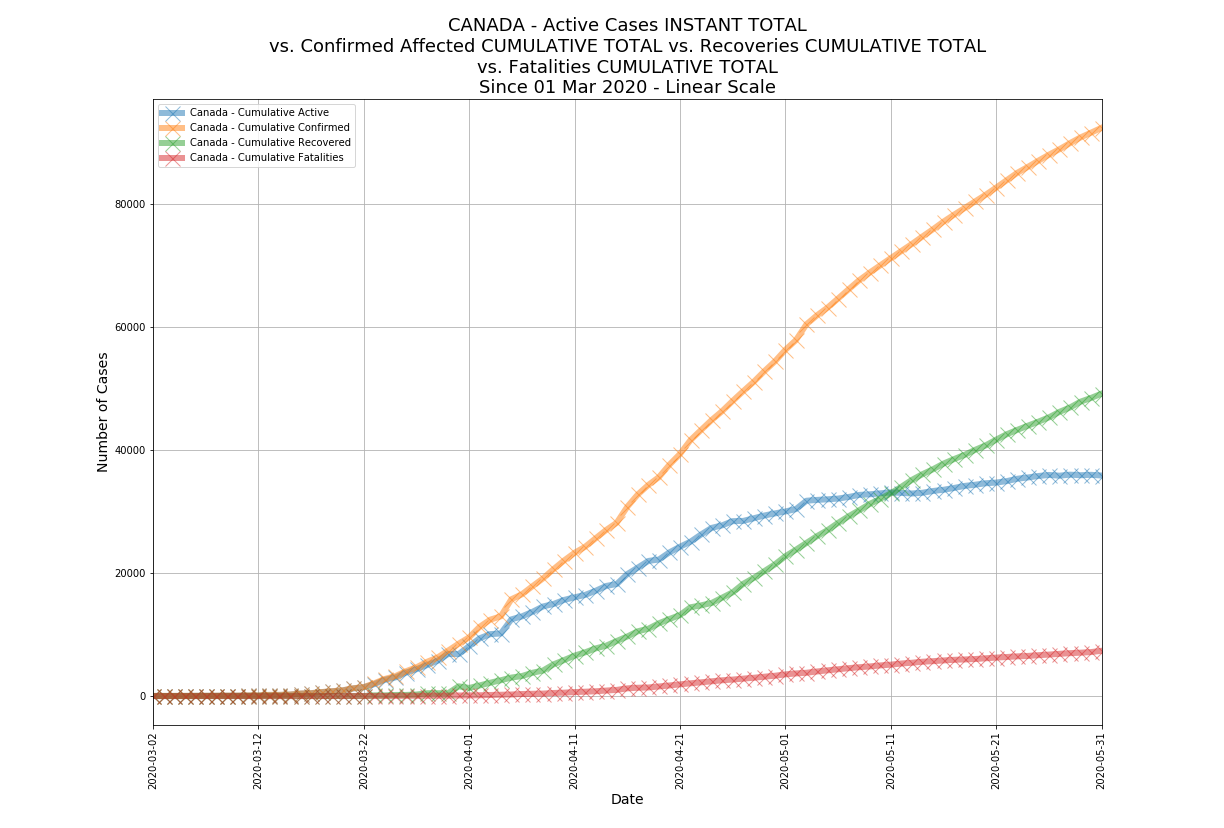 CANADA - Active Cases INSTANT TOTAL
vs. Confirmed Affected CUMULATIVE TOTAL vs. Recoveries CUMULATIVE TOTAL
vs. Fatalities CUMULATIVE TOTAL
Since 01 Mar 2020 - Linear Scale
Canada - Cumulative Active
Canada - Cumulative Confirmed
Canada - Cumulative Recovered
Canada - Cumulative Fatalities
Number of Cases
80000
60000
40000
20000
0
2020-03-02
2020-03-12
2020-03-22
2020-04-01
2020-04-11
2020-04-21
2020-05-01
2020-05-11
2020-05-21
2020-05-31
Date